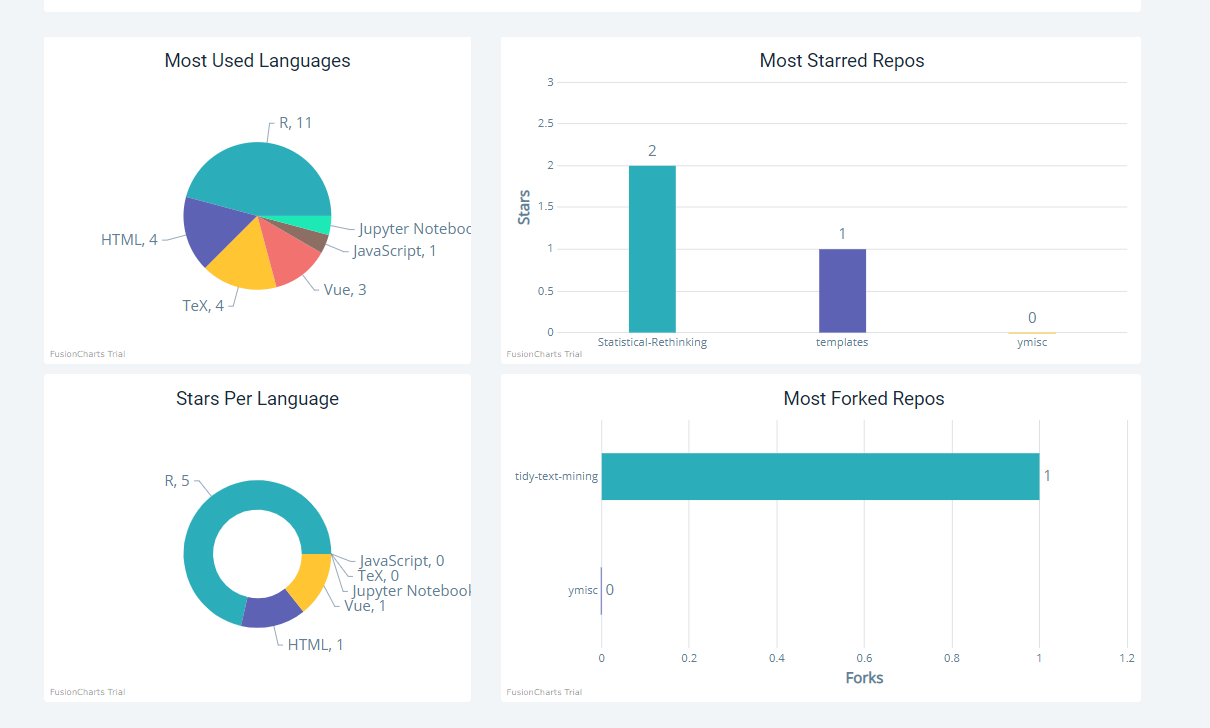 Most Used Languages
R, 11
HTML, 4
TeX, 4
Vue, 3
JavaScript, 1
Jupyter
FusionCharts Trial
Most Starred Repos
3
2.5
2
1.5
1
0.5
0
Stars
2
1
0
Statistical-Rethinking
templates
ymisc
FusionCharts Trial
Stars Per Language
R, 5
JavaScript, 0
TeX, 0
Jupyter Notebook
Vue, 1
HTML, 1
FusionCharts Trial
Most Forked Repos
tidy-text-mining
1
ymisc
0
0 0.2 0.4 0.6 0.8 1 1.2
Forks
FusionCharts Trial